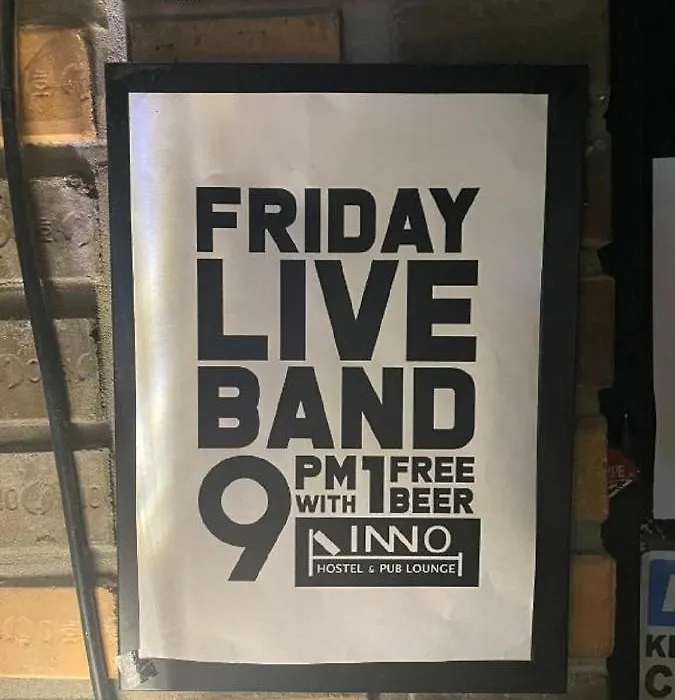 FRIDAY
LIVE
BAND
9 PM WITH 1 FREE BEER
INNO
HOSTEL & PUB LOUNGE